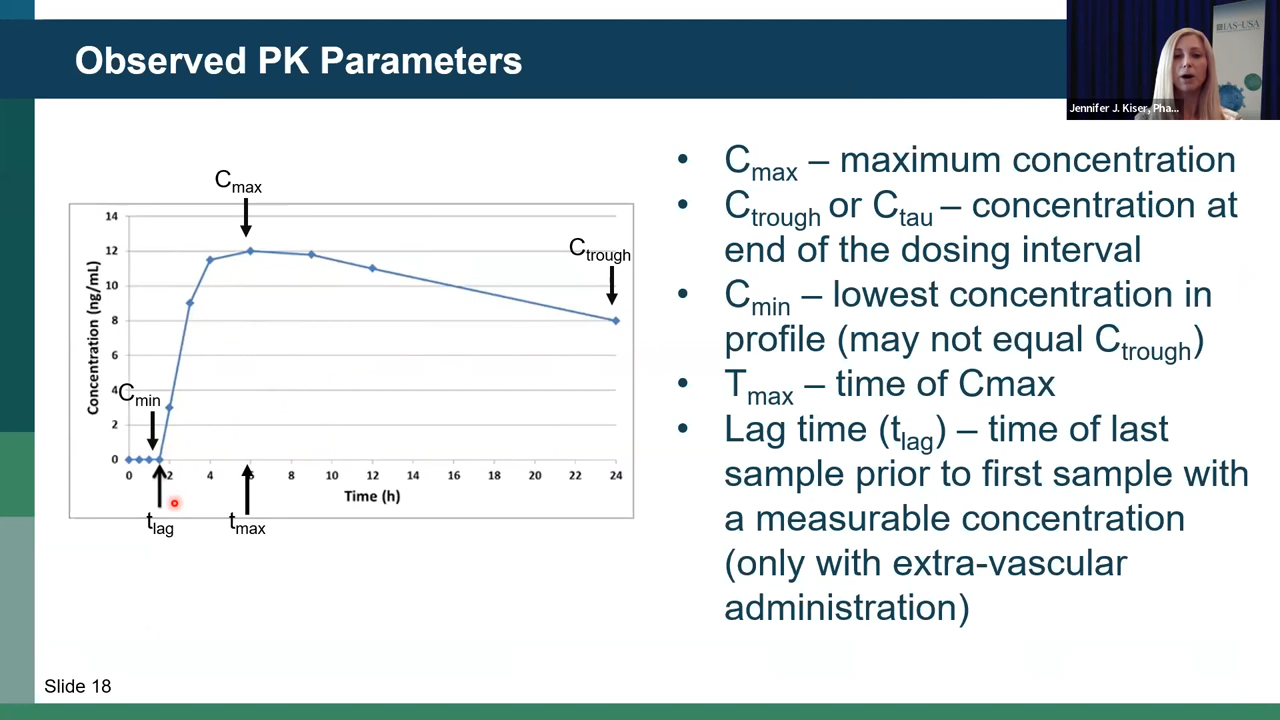 Observed PK Parameters
IAS–USA
Jennifer J. Kiser, Pha...
Cmax
Ctrough
Cmin
14
12
10
8
6
4
2
0
Concentration (ng/mL)
0 2 4 6 8 10 12 14 16 18 20 22 24
Time (h)
tlag
tmax
• Cmax – maximum concentration
• Ctrough or Ctau – concentration at
end of the dosing interval
• Cmin – lowest concentration in
profile (may not equal Ctrough)
• Tmax – time of Cmax
• Lag time (tlag) – time of last
sample prior to first sample with
a measurable concentration
(only with extra-vascular
administration)
Slide 18